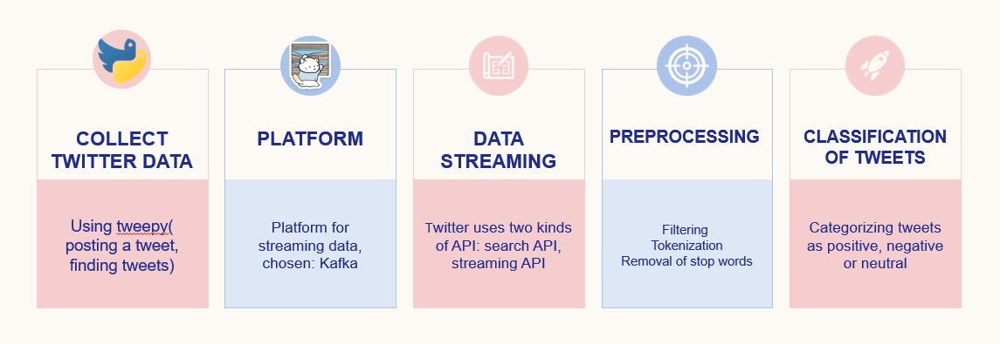 COLLECT
TWITTER DATA
Using tweepy(
posting a tweet,
finding tweets)
PLATFORM
Platform for
streaming data,
chosen: Kafka
DATA
STREAMING
Twitter uses two kinds
of API: search API,
streaming API
PREPROCESSING
Filtering
Tokenization
Removal of stop words
CLASSIFICATION
OF TWEETS
Categorizing tweets
as positive, negative
or neutral